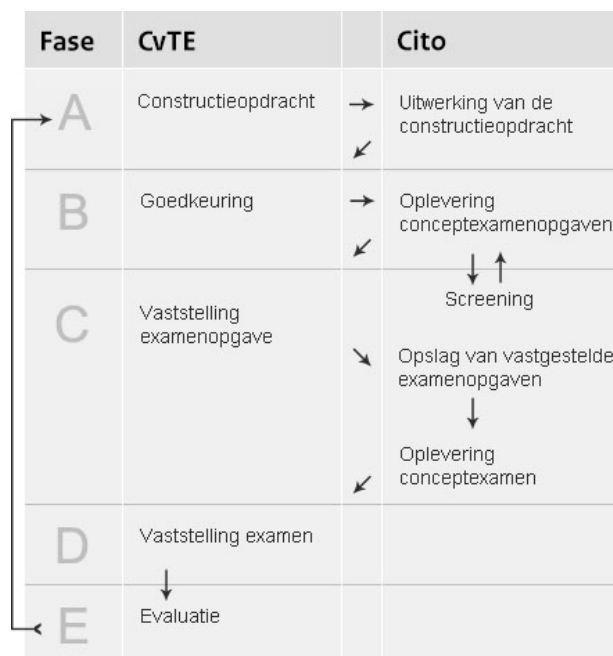 Fase CvTE Cito
A Constructieopdracht → Uitwerking van de
constructieopdracht
↙
B Goedkeuring → Oplevering
conceptexamenopgaven
↙ ↓ ↑
Screening
C Vaststelling
examenopgave
↘ Opslag van vastgestelde
examenopgaven
↓
Oplevering
↙ conceptexamen
D Vaststelling examen
↓
E Evaluatie